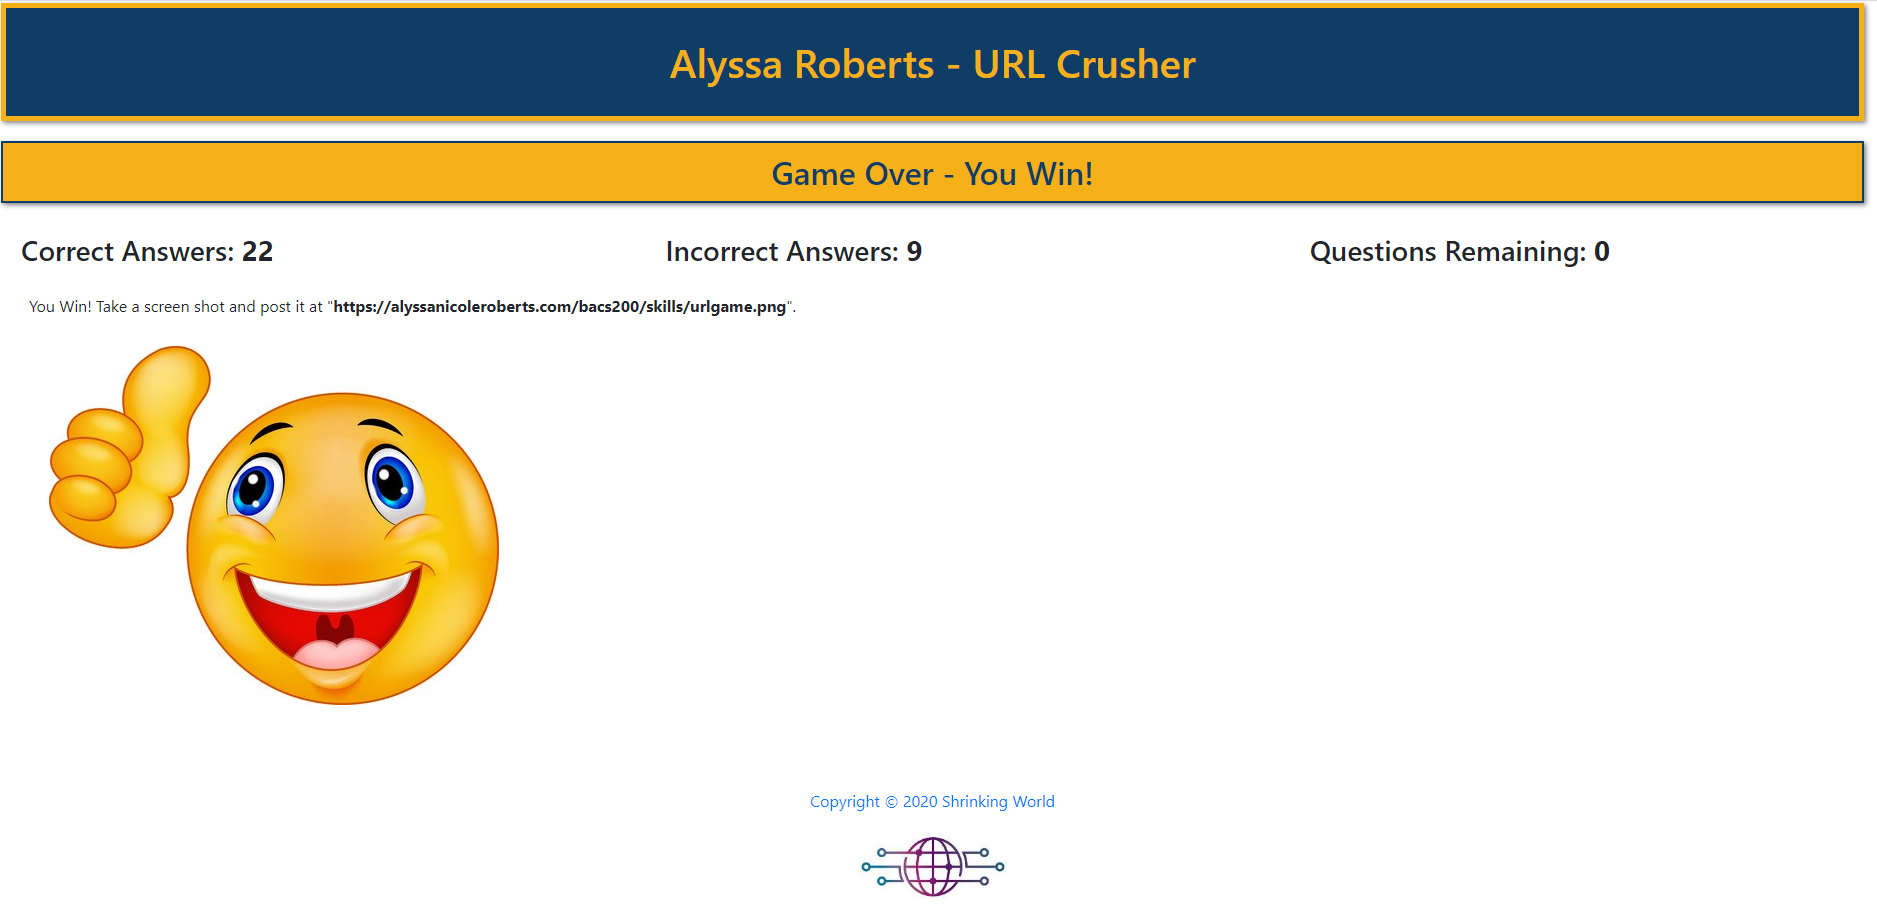 Alyssa Roberts - URL Crusher
Game Over - You Win!
Correct Answers: 22
Incorrect Answers: 9
Questions Remaining: 0
You Win! Take a screen shot and post it at "https://alyssanicoleroberts.com/bacs200/skills/urlgame.png".
Copyright © 2020 Shrinking World